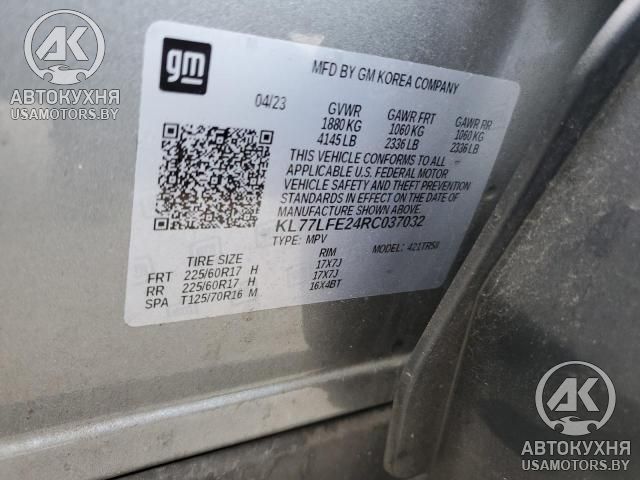 AK
АВТОКУХНЯ
USAMOTORS.BY
gm
MFD BY GM KOREA COMPANY
04/23 GVWR GAWR FRT GAWR RR
1880 KG 1060 KG 1060 KG
4145 LB 2336 LB 2336 LB
THIS VEHICLE CONFORMS TO ALL
APPLICABLE U.S. FEDERAL MOTOR
VEHICLE SAFETY AND THEFT PREVENTION
STANDARDS IN EFFECT ON THE DATE OF
MANUFACTURE SHOWN ABOVE.
KL77LFE24RC037032
TYPE: MPV MODEL: 421TR58
TIRE SIZE RIM
FRT 225/60R17 H 17X7J
RR 225/60R17 H 17X7J
SPA T125/70R16 M 16X4BT
AK
АВТОКУХНЯ
USAMOTORS.BY